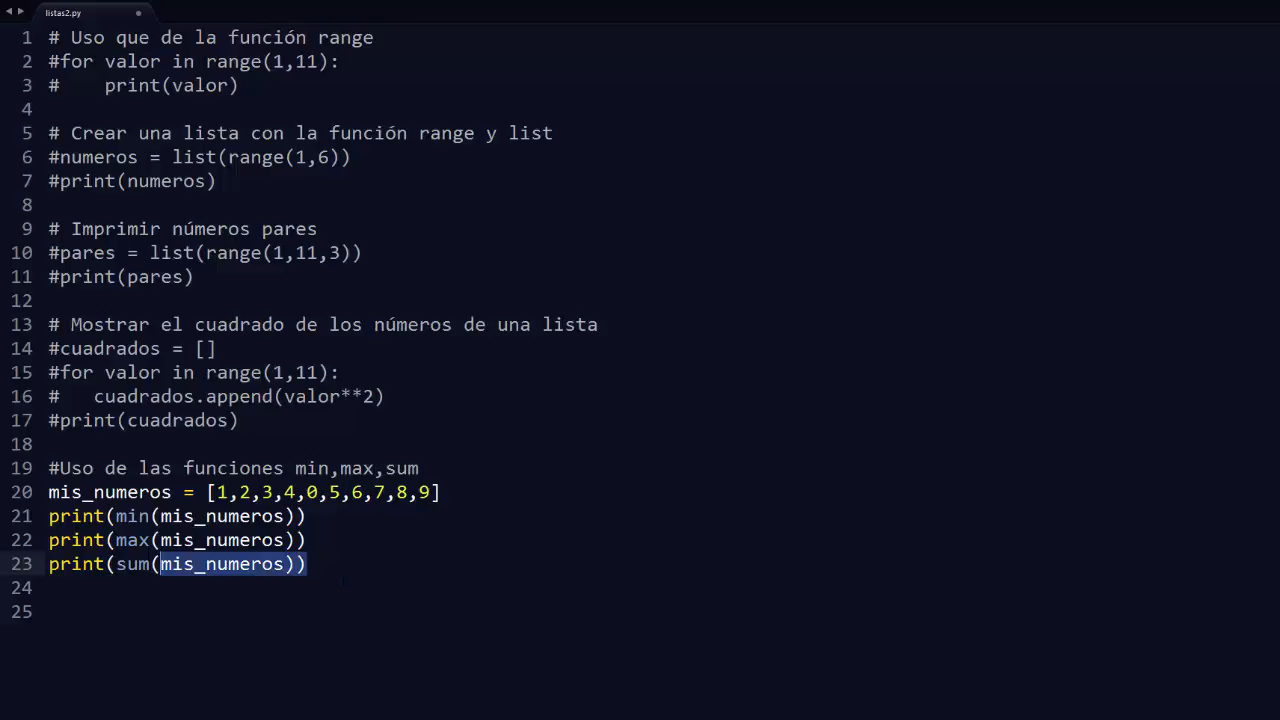 listas2.py
1 # Uso que de la función range
2 #for valor in range(1,11):
3 #    print(valor)
4
5 # Crear una lista con la función range y list
6 #numeros = list(range(1,6))
7 #print(numeros)
8
9 # Imprimir números pares
10 #pares = list(range(1,11,3))
11 #print(pares)
12
13 # Mostrar el cuadrado de los números de una lista
14 #cuadrados = []
15 #for valor in range(1,11):
16 #   cuadrados.append(valor**2)
17 #print(cuadrados)
18
19 #Uso de las funciones min,max,sum
20 mis_numeros = [1,2,3,4,0,5,6,7,8,9]
21 print(min(mis_numeros))
22 print(max(mis_numeros))
23 print(sum(mis_numeros))
24
25